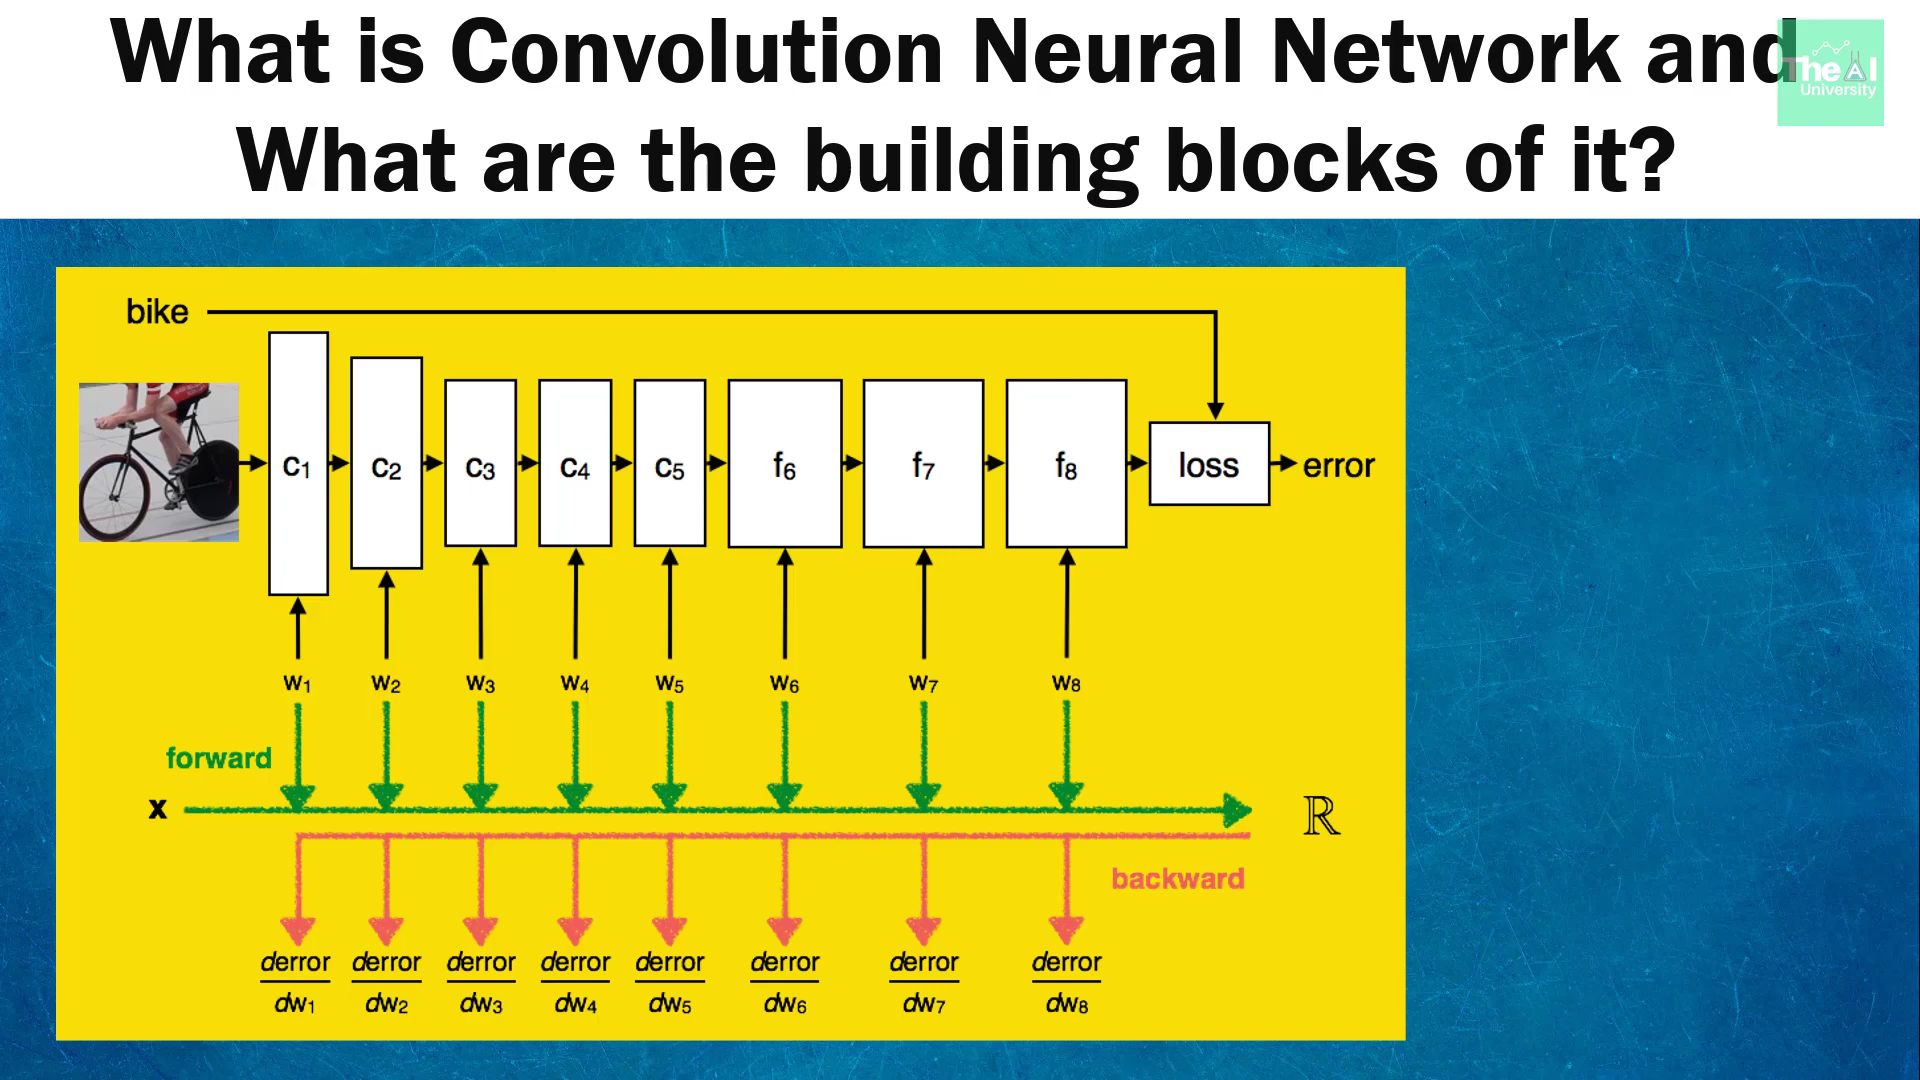 What is Convolution Neural Network and
What are the building blocks of it?
The AI
University
bike
c1 c2 c3 c4 c5 f6 f7 f8 loss error
w1 w2 w3 w4 w5 w6 w7 w8
forward
x ℝ
backward
derror derror derror derror derror derror derror derror
dw1 dw2 dw3 dw4 dw5 dw6 dw7 dw8